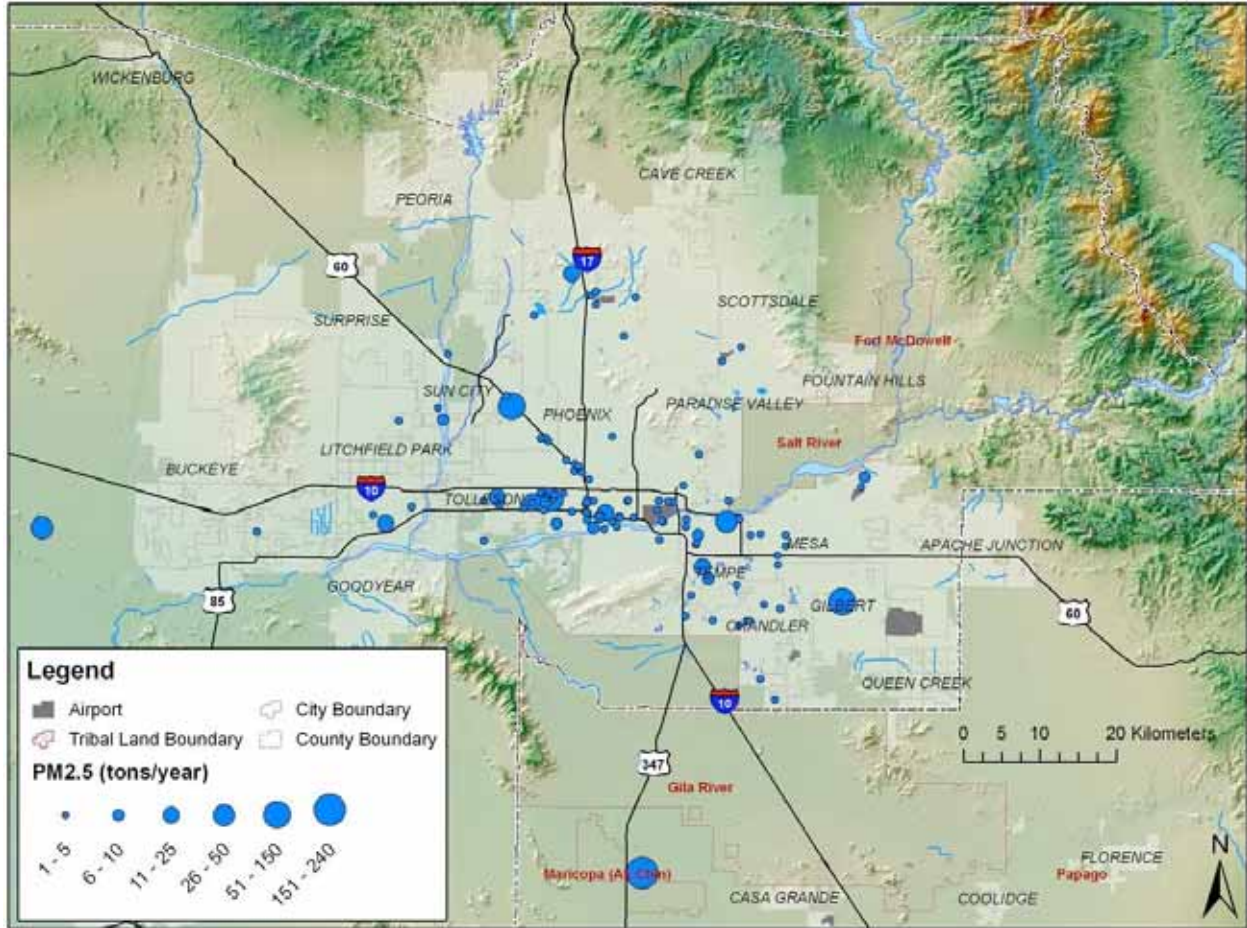 WICKENBURG
CAVE CREEK
PEORIA
17
60
SCOTTSDALE
SURPRISE
Fort McDowell
FOUNTAIN HILLS
SUN CITY
PARADISE VALLEY
PHOENIX
Salt River
LITCHFIELD PARK
BUCKEYE
10
TOLLESON
MESA
APACHE JUNCTION
TEMPE
GOODYEAR
85
GILBERT
60
CHANDLER
QUEEN CREEK
10
0 5 10 20 Kilometers
347
Gila River
Maricopa (Ak Chin)
N
FLORENCE
Papago
CASA GRANDE
COOLIDGE
Legend
Airport
City Boundary
Tribal Land Boundary
County Boundary
PM2.5 (tons/year)
1 - 5
6 - 10
11 - 25
26 - 50
51 - 150
151 - 240